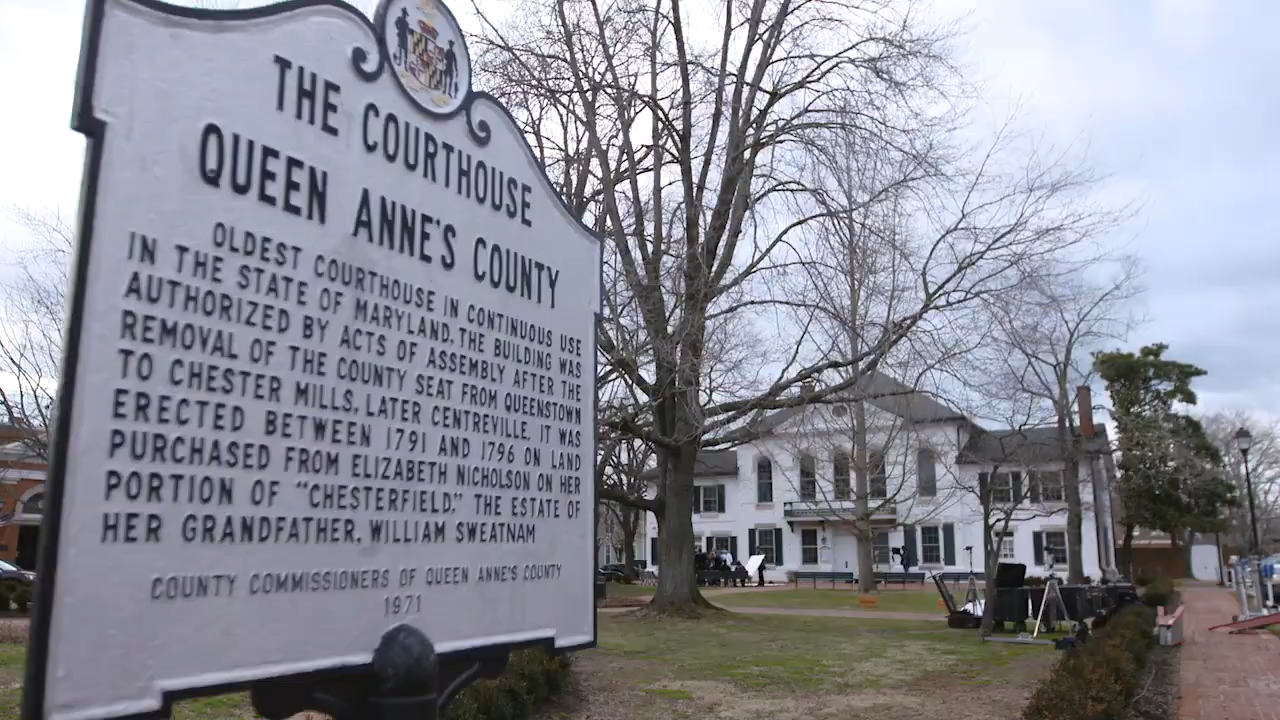 THE COURTHOUSE
QUEEN ANNE'S COUNTY
OLDEST COURTHOUSE IN CONTINUOUS USE
IN THE STATE OF MARYLAND. THE BUILDING WAS
AUTHORIZED BY ACTS OF ASSEMBLY AFTER THE
REMOVAL OF THE COUNTY SEAT FROM QUEENSTOWN
TO CHESTER MILLS, LATER CENTREVILLE. IT WAS
ERECTED BETWEEN 1791 AND 1796 ON LAND
PURCHASED FROM ELIZABETH NICHOLSON ON HER
PORTION OF "CHESTERFIELD," THE ESTATE OF
HER GRANDFATHER, WILLIAM SWEATNAM
COUNTY COMMISSIONERS OF QUEEN ANNE'S COUNTY
1971